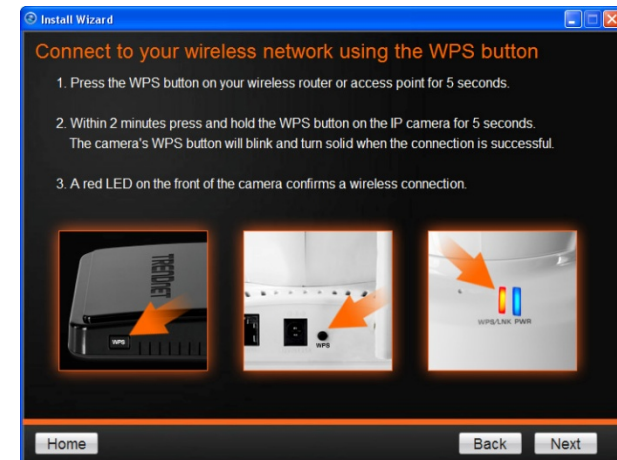 Install Wizard
Connect to your wireless network using the WPS button
1. Press the WPS button on your wireless router or access point for 5 seconds.
2. Within 2 minutes press and hold the WPS button on the IP camera for 5 seconds.
The camera's WPS button will blink and turn solid when the connection is successful.
3. A red LED on the front of the camera confirms a wireless connection.
TRENDNET
WPS
WPS
WPS/LNK PWR
Home
Back
Next